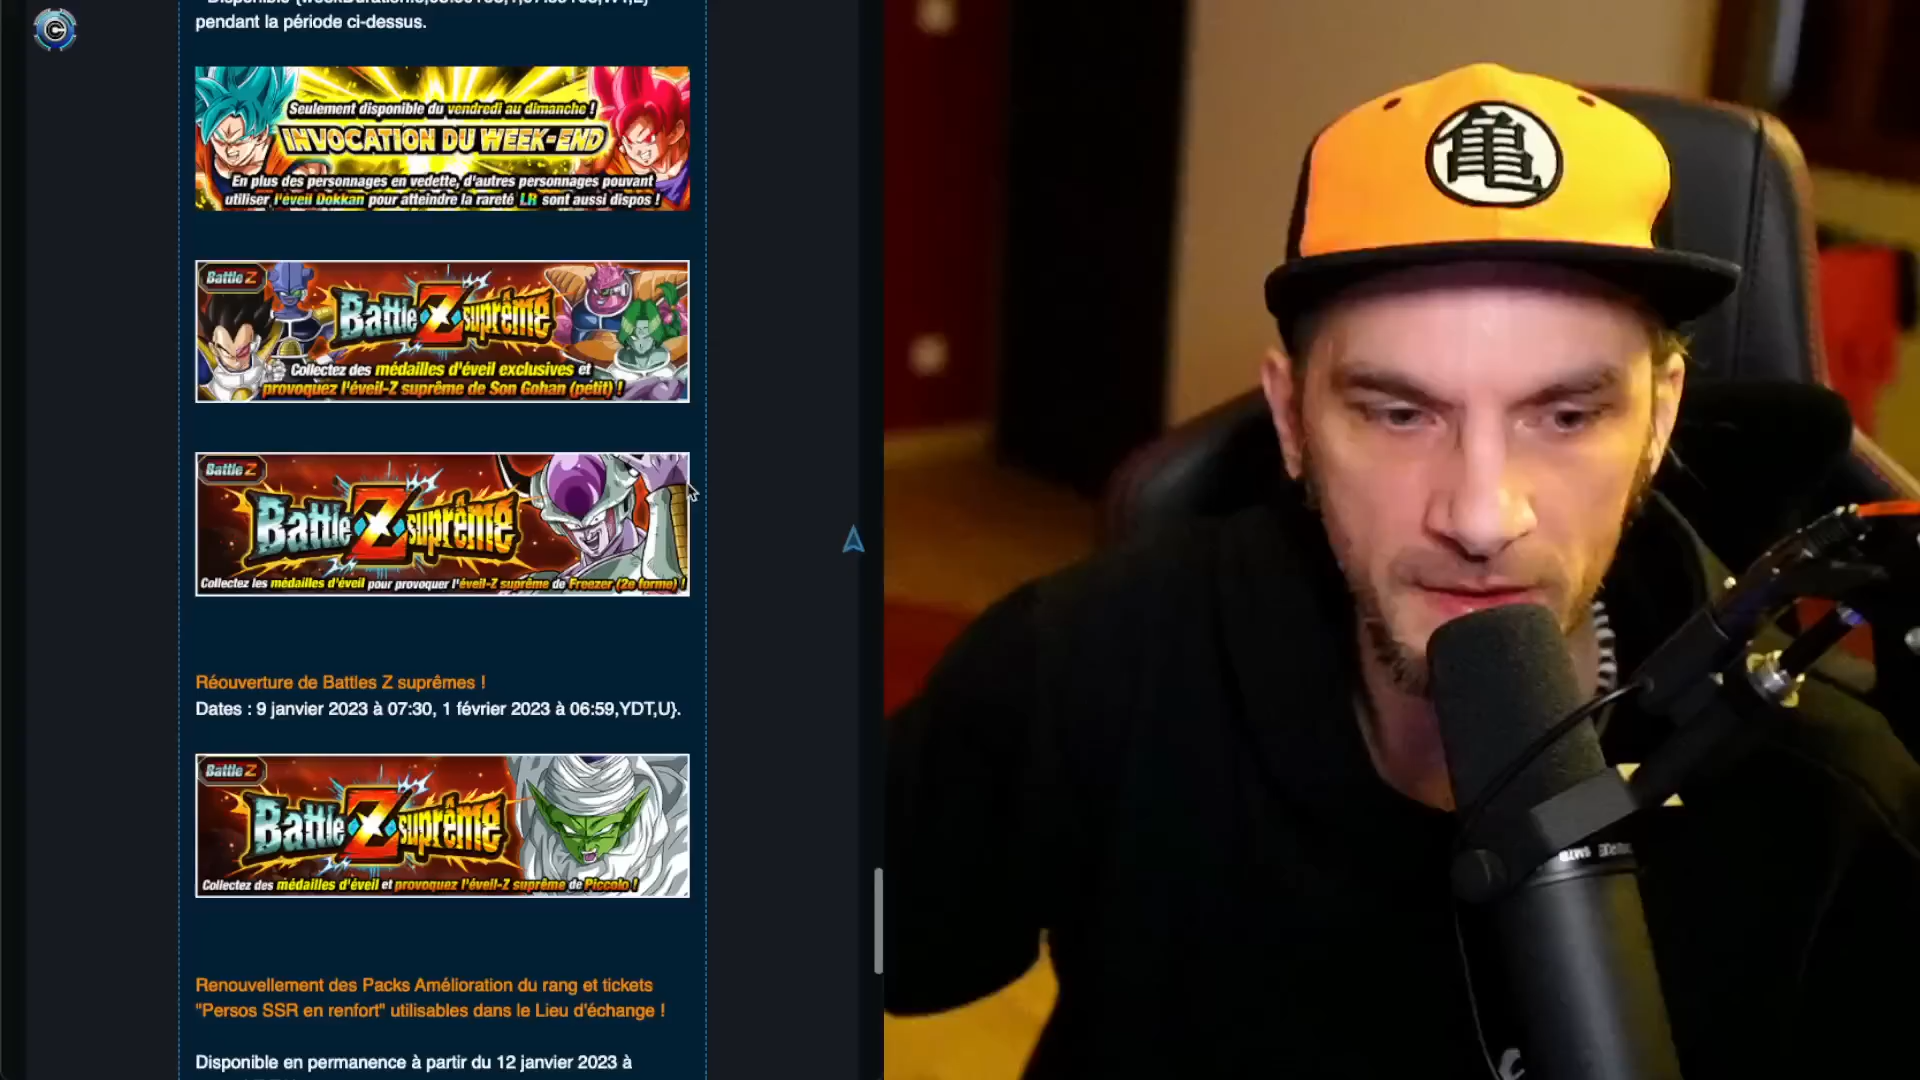 pendant la période ci-dessus.
Seulement disponible du vendredi au dimanche !
INVOCATION DU WEEK-END
En plus des personnages en vedette, d'autres personnages pouvant
utiliser l'éveil Dokkan pour atteindre la rareté LR sont aussi dispos !
Battle Z
Battle Z suprême
Collectez des médailles d'éveil exclusives et
provoquez l'éveil-Z suprême de Son Gohan (petit) !
Battle Z
Battle Z suprême
Collectez les médailles d'éveil pour provoquer l'éveil-Z suprême de Freezer (2e forme) !
Réouverture de Battles Z suprêmes !
Dates : 9 janvier 2023 à 07:30, 1 février 2023 à 06:59,YDT,U}.
Battle Z
Battle Z suprême
Collectez des médailles d'éveil et provoquez l'éveil-Z suprême de Piccolo !
Renouvellement des Packs Amélioration du rang et tickets
"Persos SSR en renfort" utilisables dans le Lieu d'échange !
Disponible en permanence à partir du 12 janvier 2023 à
亀